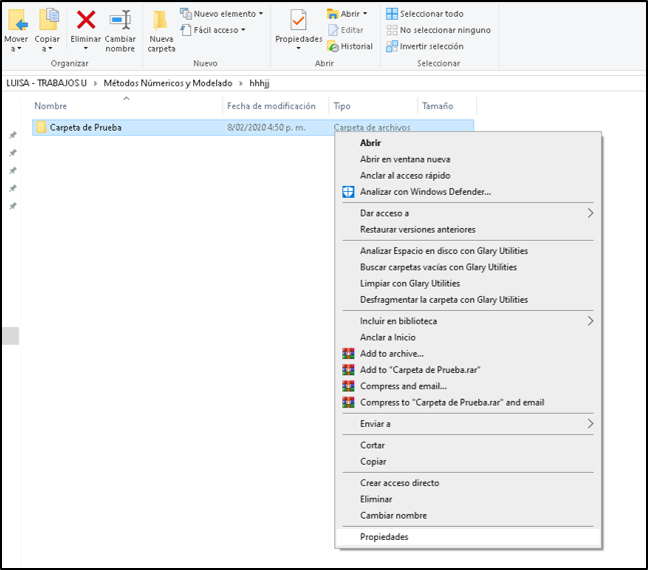 Mover a
Copiar a
Eliminar
Cambiar nombre
Organizar
Nueva carpeta
Nuevo elemento
Fácil acceso
Nuevo
Propiedades
Abrir
Editar
Historial
Abrir
Seleccionar todo
No seleccionar ninguno
Invertir selección
Seleccionar
LUISA - TRABAJOS U > Métodos Númericos y Modelado > hhhjj
Nombre Fecha de modificación Tipo Tamaño
Carpeta de Prueba 8/02/2020 4:50 p. m. Carpeta de archivos
Abrir
Abrir en ventana nueva
Anclar al acceso rápido
Analizar con Windows Defender...
Dar acceso a
Restaurar versiones anteriores
Analizar Espacio en disco con Glary Utilities
Buscar carpetas vacías con Glary Utilities
Limpiar con Glary Utilities
Desfragmentar la carpeta con Glary Utilities
Incluir en biblioteca
Anclar a Inicio
Add to archive...
Add to "Carpeta de Prueba.rar"
Compress and email...
Compress to "Carpeta de Prueba.rar" and email
Enviar a
Cortar
Copiar
Crear acceso directo
Eliminar
Cambiar nombre
Propiedades